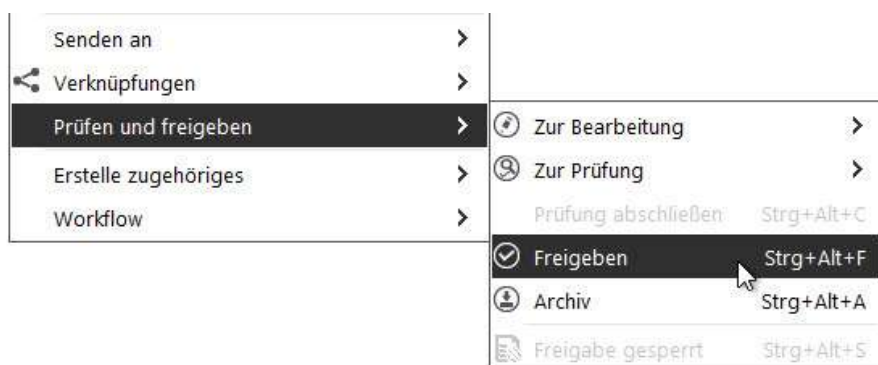 Senden an
Verknüpfungen
Prüfen und freigeben
Erstelle zugehöriges
Workflow
Zur Bearbeitung
Zur Prüfung
Prüfung abschließen Strg+Alt+C
Freigeben Strg+Alt+F
Archiv Strg+Alt+A
Freigabe gesperrt Strg+Alt+S